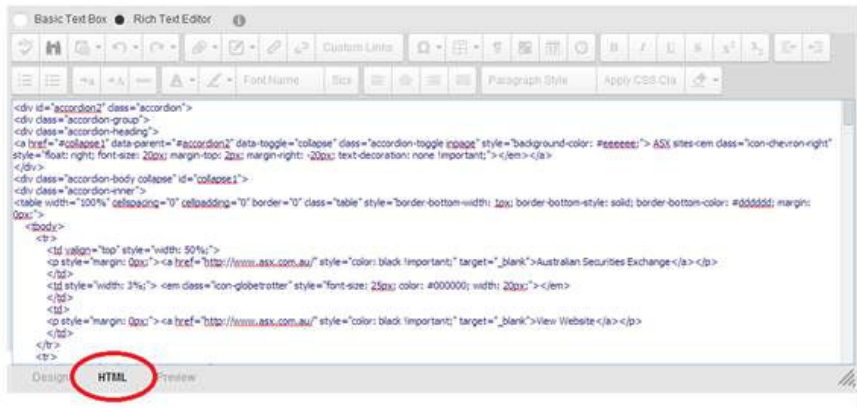 Basic Text Box Rich Text Editor
Custom Links
Font Name Size Paragraph Style Apply CSS Cla
<div id="accordion2" class="accordion">
<div class="accordion-group">
<div class="accordion-heading">
<a href="#collapse1" data-parent="#accordion2" data-toggle="collapse" class="accordion-toggle inpage" style="background-color: #eeeeee;"> ASX sites<em class="icon-chevron-right"
style="float: right; font-size: 20px; margin-top: 2px; margin-right: -20px; text-decoration: none !important;"></em></a>
</div>
<div class="accordion-body collapse" id="collapse1">
<div class="accordion-inner">
<table width="100%" cellspacing="0" cellpadding="0" border="0" class="table" style="border-bottom-width: 1px; border-bottom-style: solid; border-bottom-color: #dddddd; margin:
0px;">
<tbody>
<tr>
<td valign="top" style="width: 50%;">
<p style="margin: 0px;"><a href="http://www.asx.com.au/" style="color: black !important;" target="_blank">Australian Securities Exchange</a></p>
</td>
<td style="width: 3%;"> <em class="icon-globetrotter" style="font-size: 25px; color: #000000; width: 20px;"></em>
</td>
<td>
<p style="margin: 0px;"><a href="http://www.asx.com.au/" style="color: black !important;" target="_blank">View Website</a></p>
</td>
</tr>
<tr>
Design HTML Preview